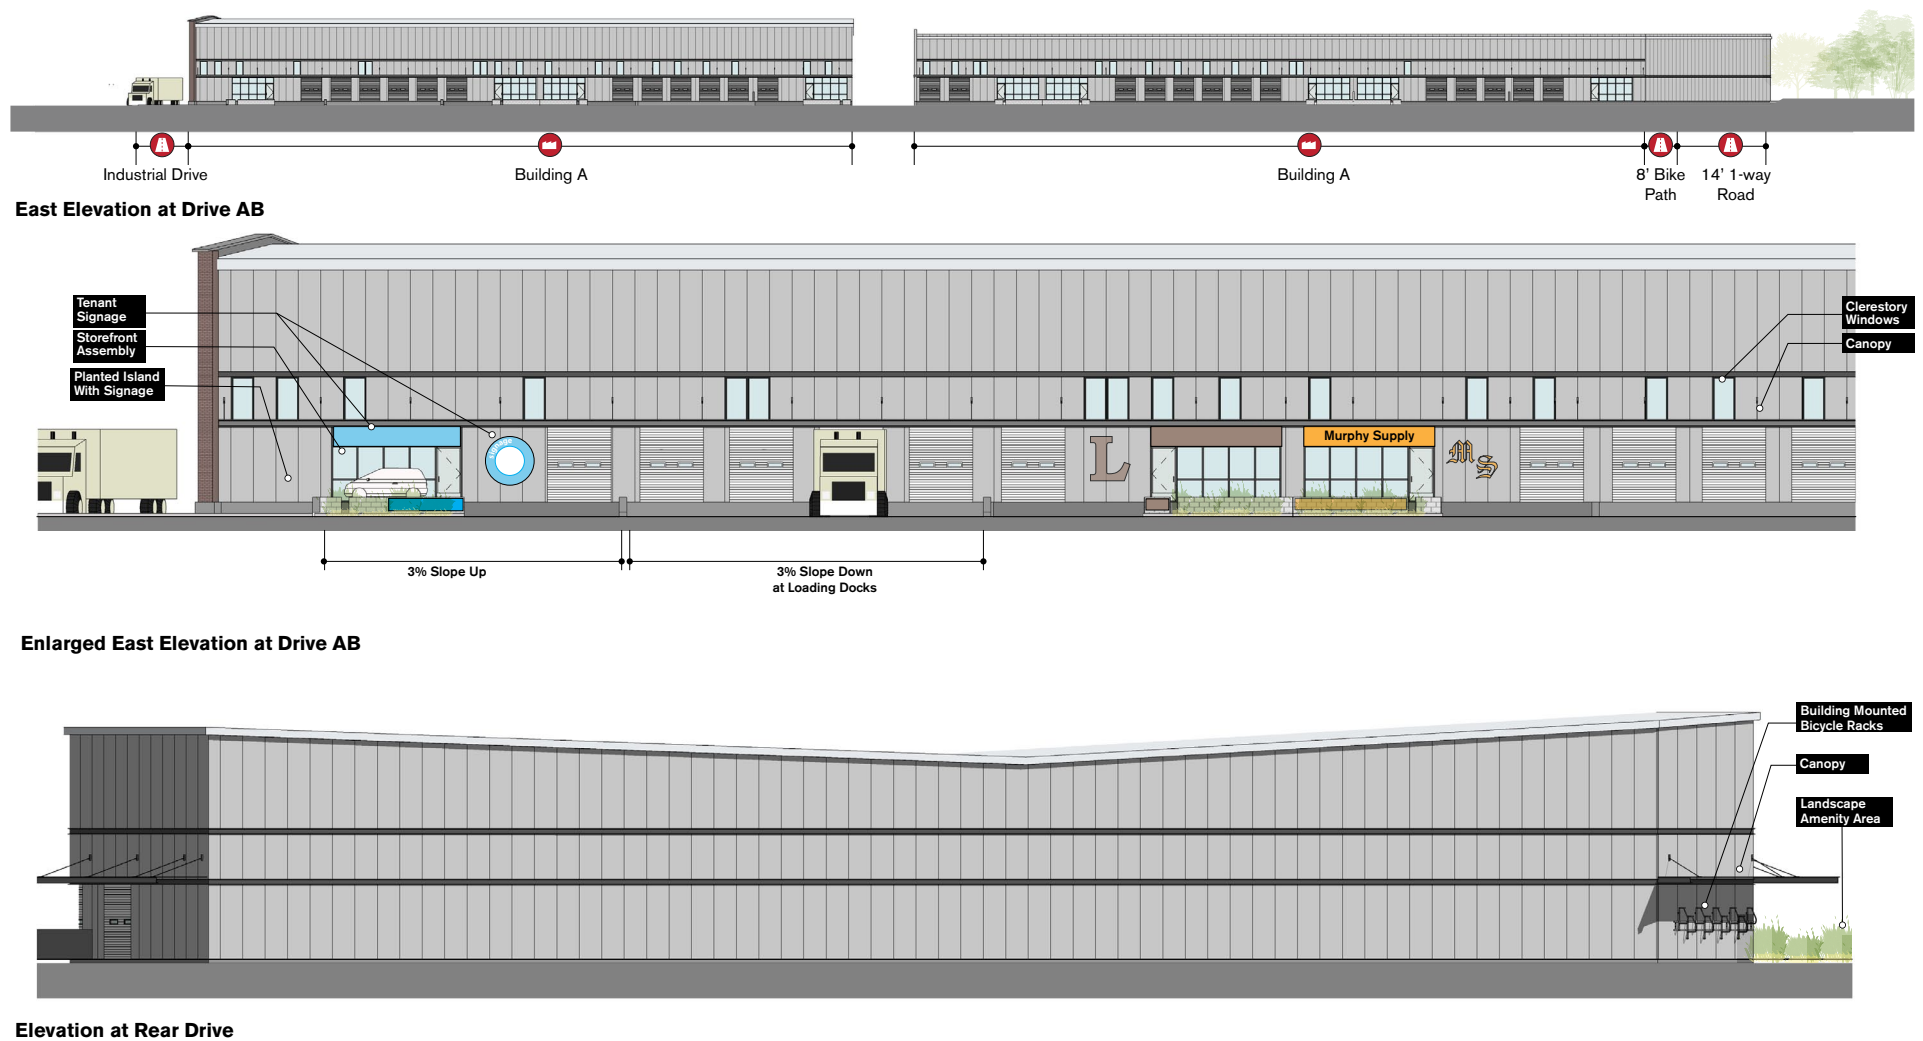 Industrial Drive
Building A
Building A
8' Bike
Path
14' 1-way
Road
East Elevation at Drive AB
Tenant
Signage
Storefront
Assembly
Planted Island
With Signage
Clerestory
Windows
Canopy
Signage
L
Murphy Supply
M
S
3% Slope Up
3% Slope Down
at Loading Docks
Enlarged East Elevation at Drive AB
Building Mounted
Bicycle Racks
Canopy
Landscape
Amenity Area
Elevation at Rear Drive